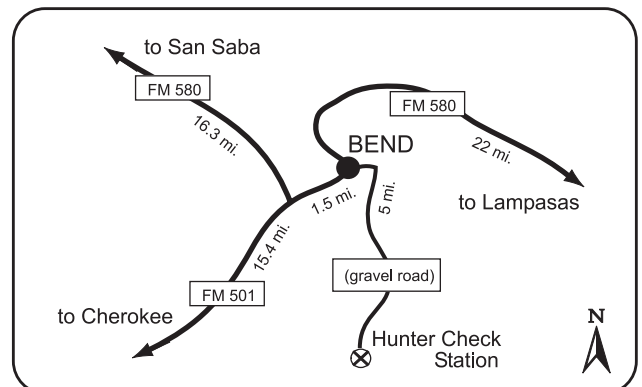 to San Saba
FM 580
16.3 mi.
FM 580
22 mi.
BEND
1.5 mi.
5 mi.
to Lampasas
15.4 mi.
(gravel road)
FM 501
to Cherokee
N
Hunter Check
Station